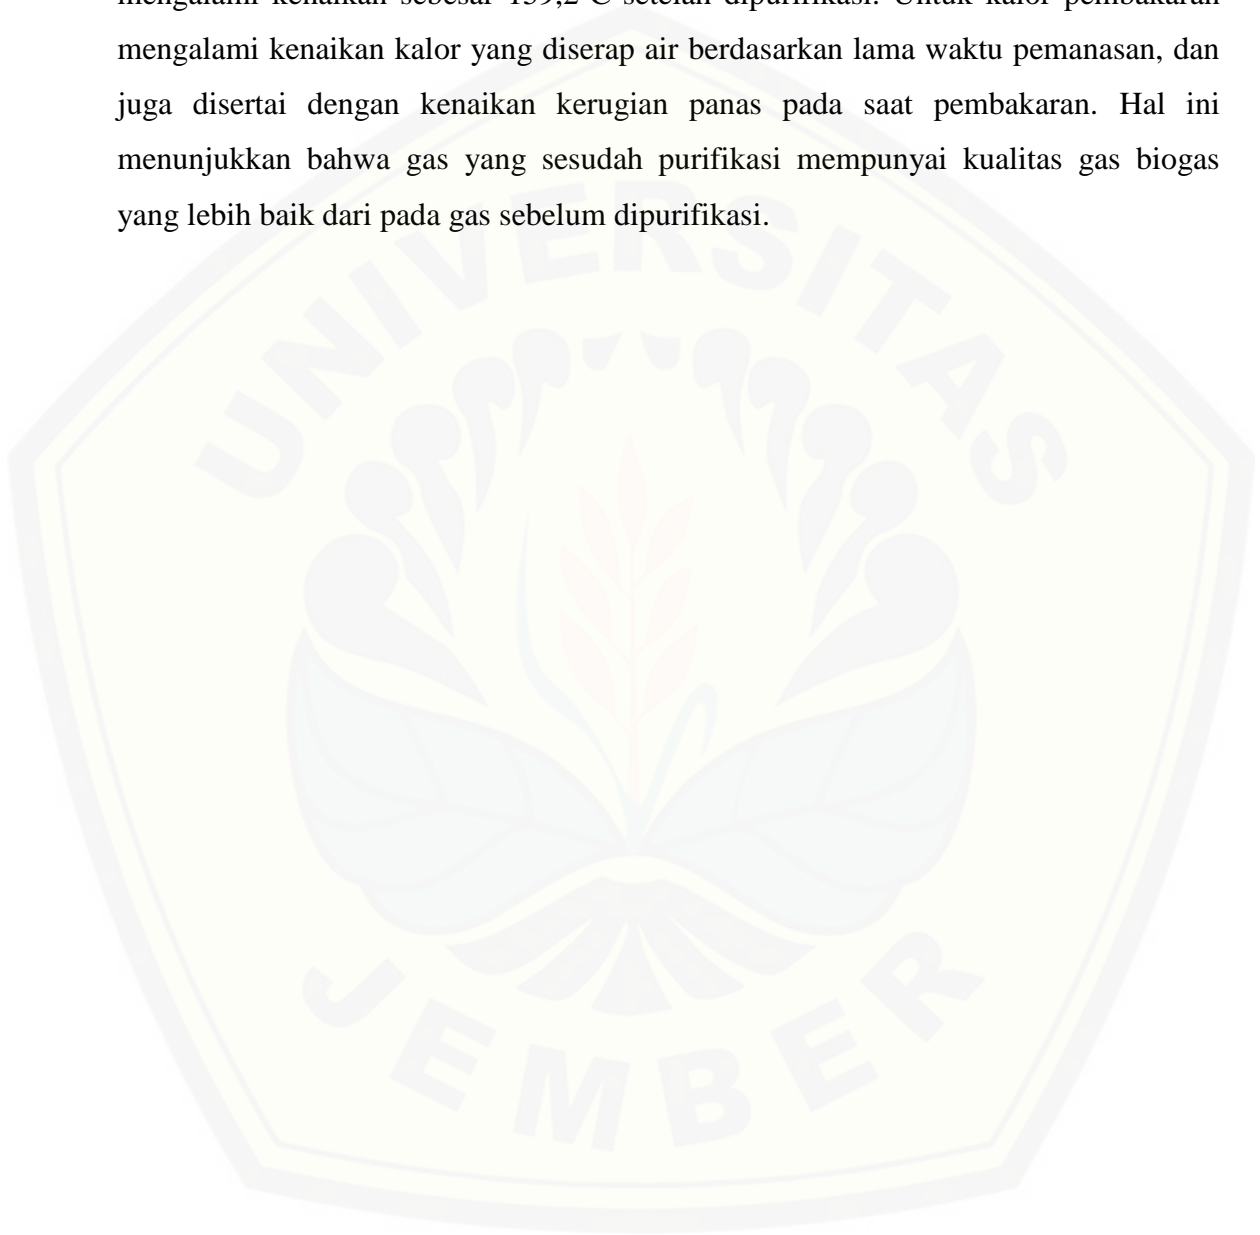 mengalami kenaikan sebesar 139,2°C setelah dipurifikasi. Untuk kalor pembakaran
mengalami kenaikan kalor yang diserap air berdasarkan lama waktu pemanasan, dan
juga disertai dengan kenaikan kerugian panas pada saat pembakaran. Hal ini
menunjukkan bahwa gas yang sesudah purifikasi mempunyai kualitas gas biogas
yang lebih baik dari pada gas sebelum dipurifikasi.
UNIVERSITAS
JEMBER